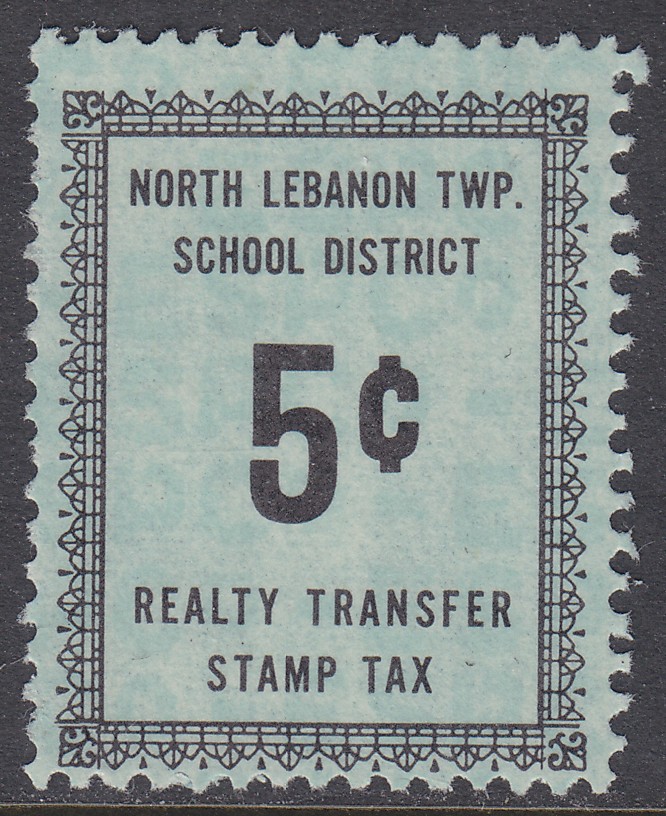 NORTH LEBANON TWP.
SCHOOL DISTRICT
5¢
REALTY TRANSFER
STAMP TAX